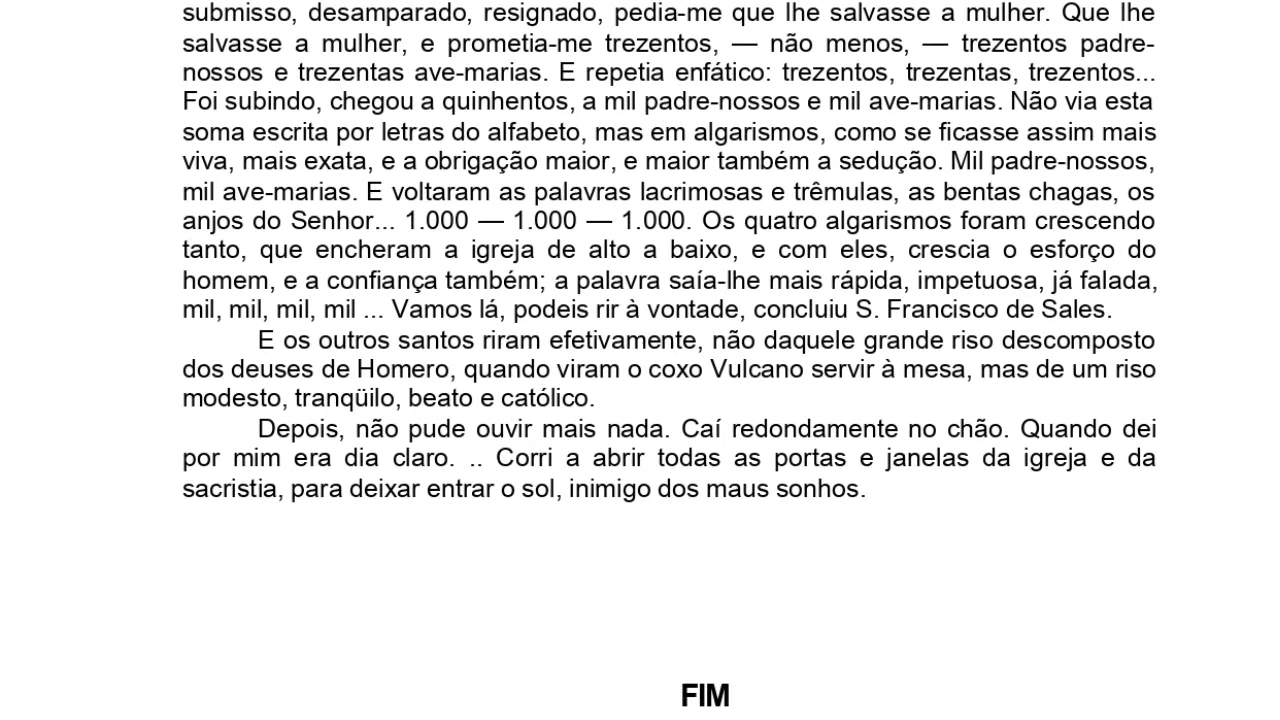 submisso, desamparado, resignado, pedia-me que lhe salvasse a mulher. Que lhe
salvasse a mulher, e prometia-me trezentos, — não menos, — trezentos padre-
nossos e trezentas ave-marias. E repetia enfático: trezentos, trezentas, trezentos...
Foi subindo, chegou a quinhentos, a mil padre-nossos e mil ave-marias. Não via esta
soma escrita por letras do alfabeto, mas em algarismos, como se ficasse assim mais
viva, mais exata, e a obrigação maior, e maior também a sedução. Mil padre-nossos,
mil ave-marias. E voltaram as palavras lacrimosas e trêmulas, as bentas chagas, os
anjos do Senhor... 1.000 — 1.000 — 1.000. Os quatro algarismos foram crescendo
tanto, que encheram a igreja de alto a baixo, e com eles, crescia o esforço do
homem, e a confiança também; a palavra saía-lhe mais rápida, impetuosa, já falada,
mil, mil, mil, mil ... Vamos lá, podeis rir à vontade, concluiu S. Francisco de Sales.
E os outros santos riram efetivamente, não daquele grande riso descomposto
dos deuses de Homero, quando viram o coxo Vulcano servir à mesa, mas de um riso
modesto, tranqüilo, beato e católico.
Depois, não pude ouvir mais nada. Caí redondamente no chão. Quando dei
por mim era dia claro. .. Corri a abrir todas as portas e janelas da igreja e da
sacristia, para deixar entrar o sol, inimigo dos maus sonhos.
FIM